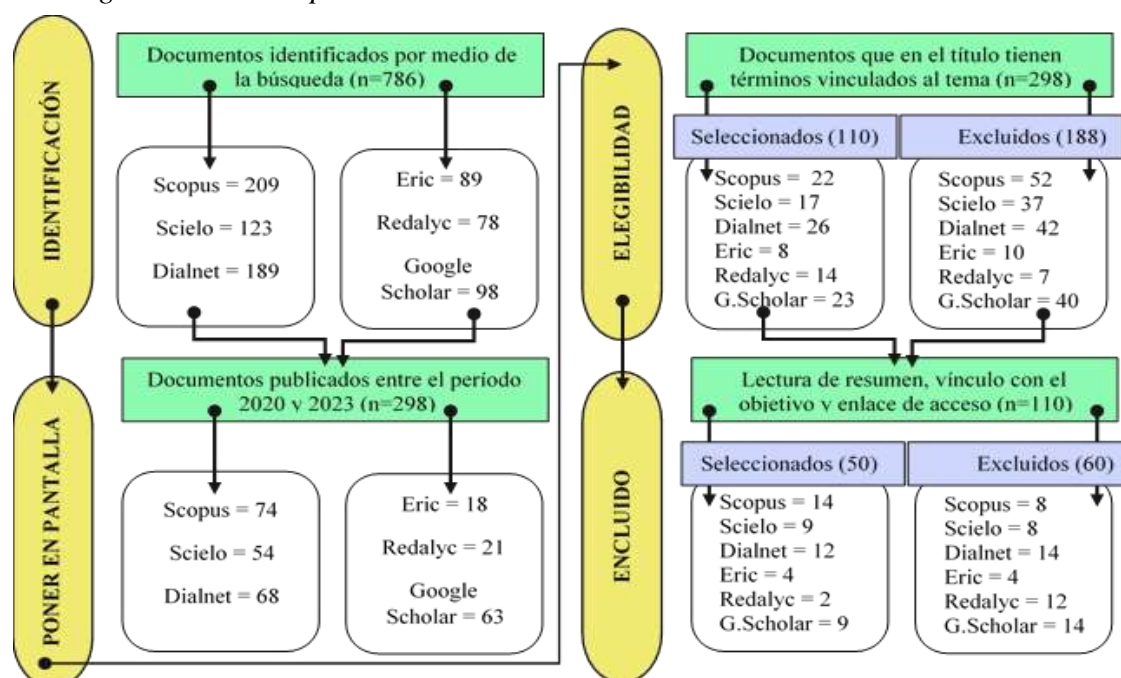 IDENTIFICACIÓN
Documentos identificados por medio de
la búsqueda (n=786)
Scopus = 209
Scielo = 123
Dialnet = 189
Eric = 89
Redalyc = 78
Google
Scholar = 98
PONER EN PANTALLA
Documentos publicados entre el período
2020 y 2023 (n=298)
Scopus = 74
Scielo = 54
Dialnet = 68
Eric = 18
Redalyc = 21
Google
Scholar = 63
ELEGIBILIDAD
Documentos que en el título tienen
términos vinculados al tema (n=298)
Seleccionados (110)
Scopus = 22
Scielo = 17
Dialnet = 26
Eric = 8
Redalyc = 14
G.Scholar = 23
Excluidos (188)
Scopus = 52
Scielo = 37
Dialnet = 42
Eric = 10
Redalyc = 7
G.Scholar = 40
ENCLUIDO
Lectura de resumen, vínculo con el
objetivo y enlace de acceso (n=110)
Seleccionados (50)
Scopus = 14
Scielo = 9
Dialnet = 12
Eric = 4
Redalyc = 2
G.Scholar = 9
Excluidos (60)
Scopus = 8
Scielo = 8
Dialnet = 14
Eric = 4
Redalyc = 12
G.Scholar = 14